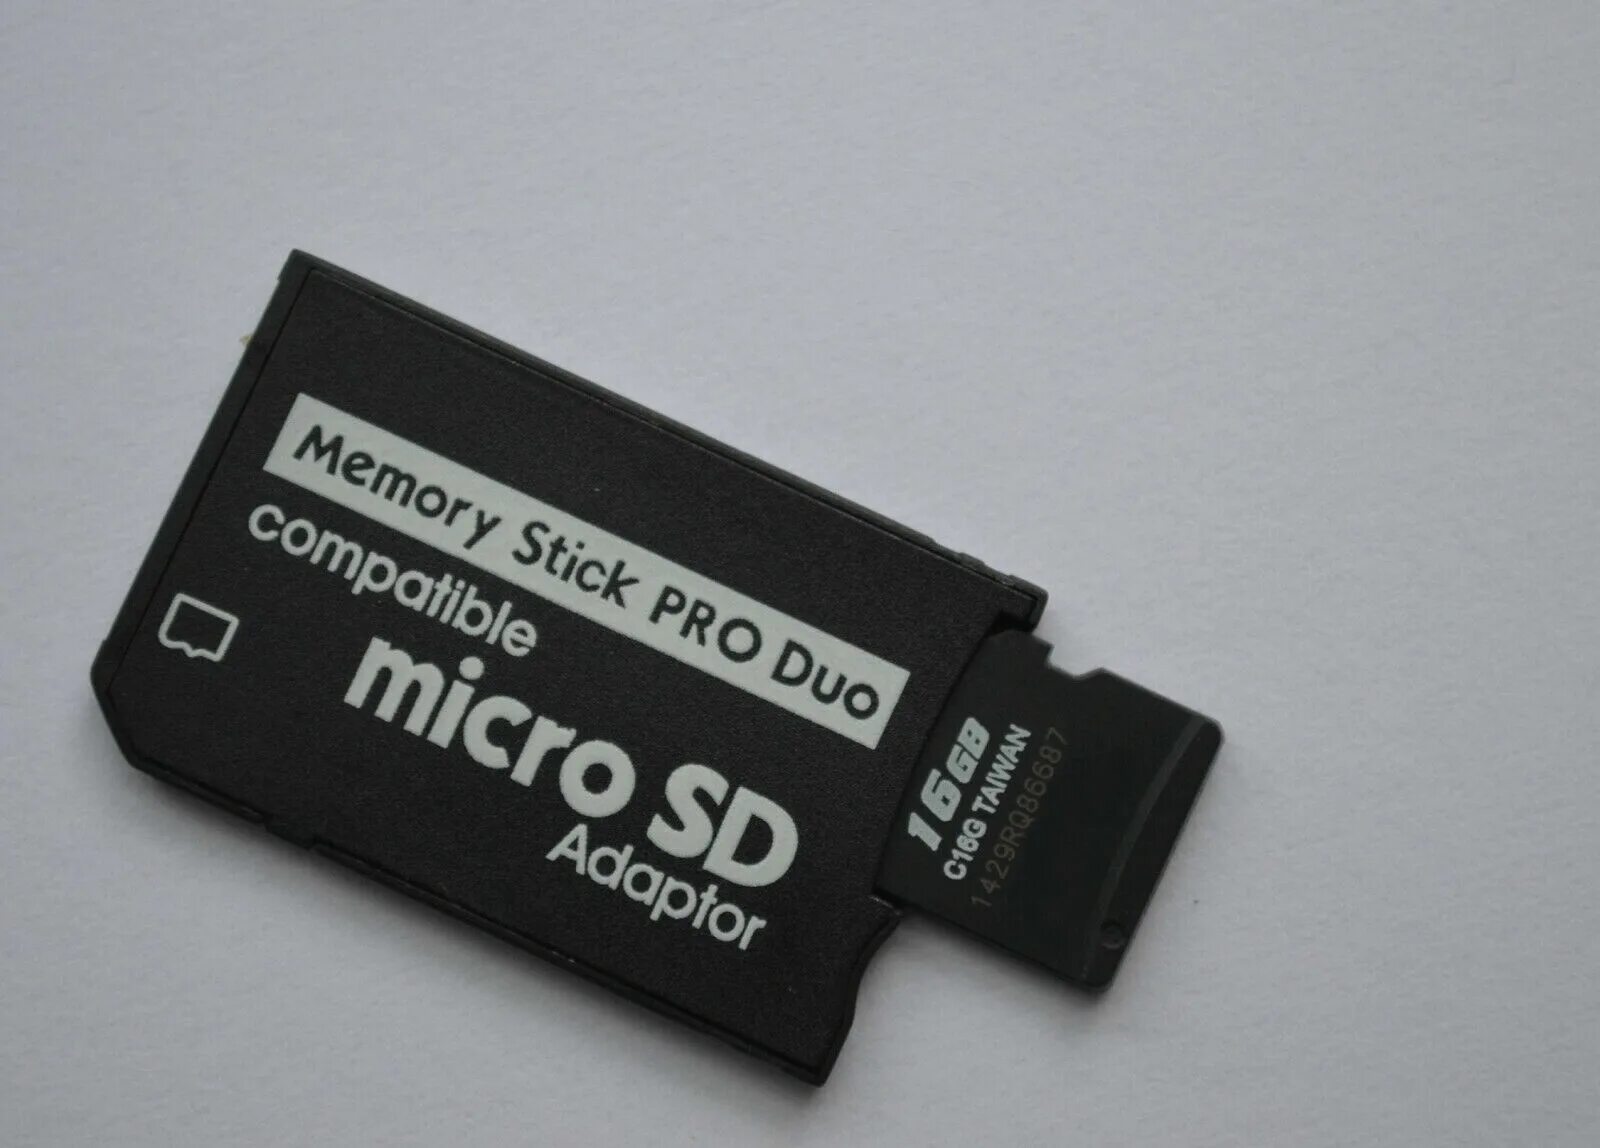 Memory Stick PRO Duo
compatible
micro SD
Adaptor
16GB
C16G TAIWAN
1429RQ86687